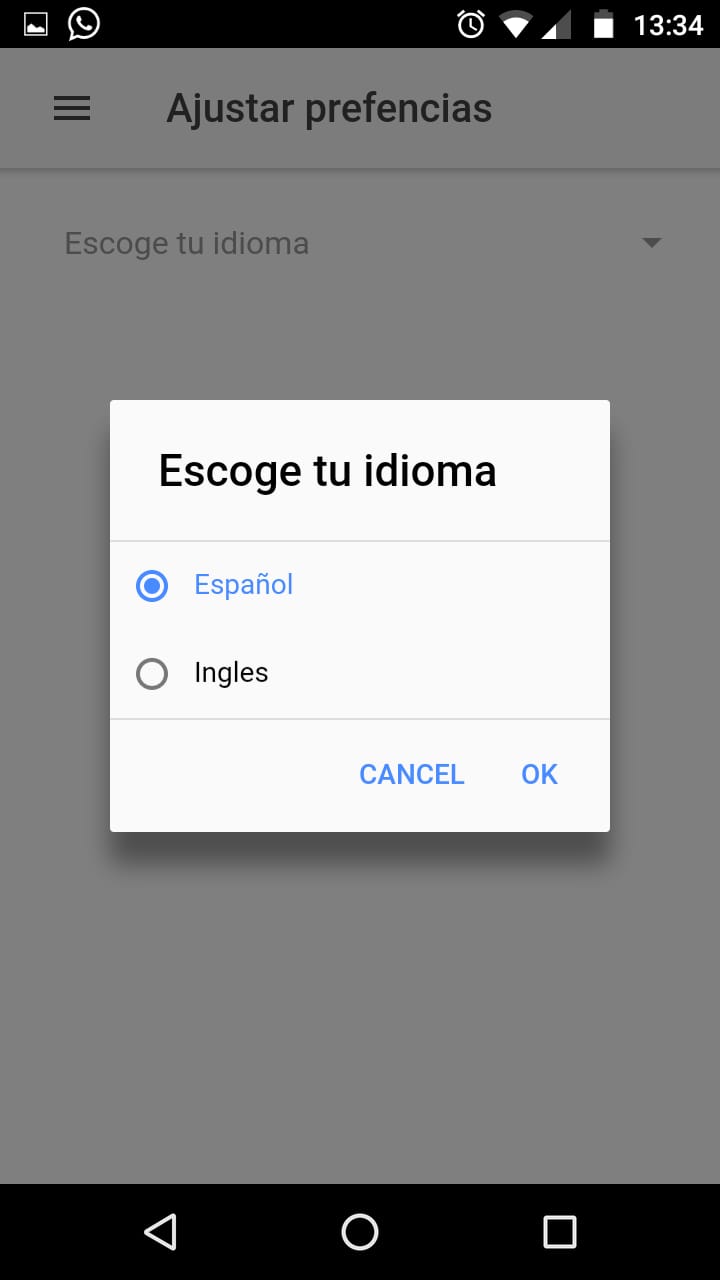 13:34
Ajustar prefencias
Escoge tu idioma
Escoge tu idioma
Español
Ingles
CANCEL OK